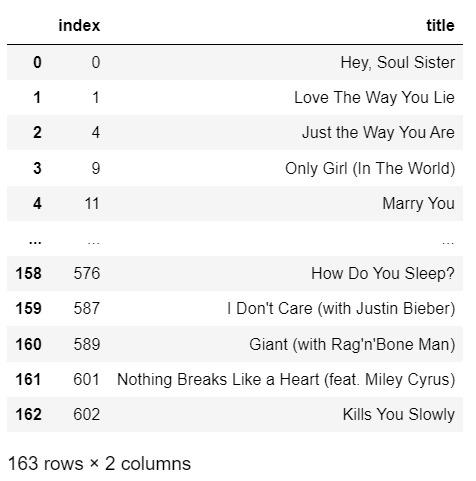 index title
0 0 Hey, Soul Sister
1 1 Love The Way You Lie
2 4 Just the Way You Are
3 9 Only Girl (In The World)
4 11 Marry You
... ... ...
158 576 How Do You Sleep?
159 587 I Don't Care (with Justin Bieber)
160 589 Giant (with Rag'n'Bone Man)
161 601 Nothing Breaks Like a Heart (feat. Miley Cyrus)
162 602 Kills You Slowly
163 rows × 2 columns